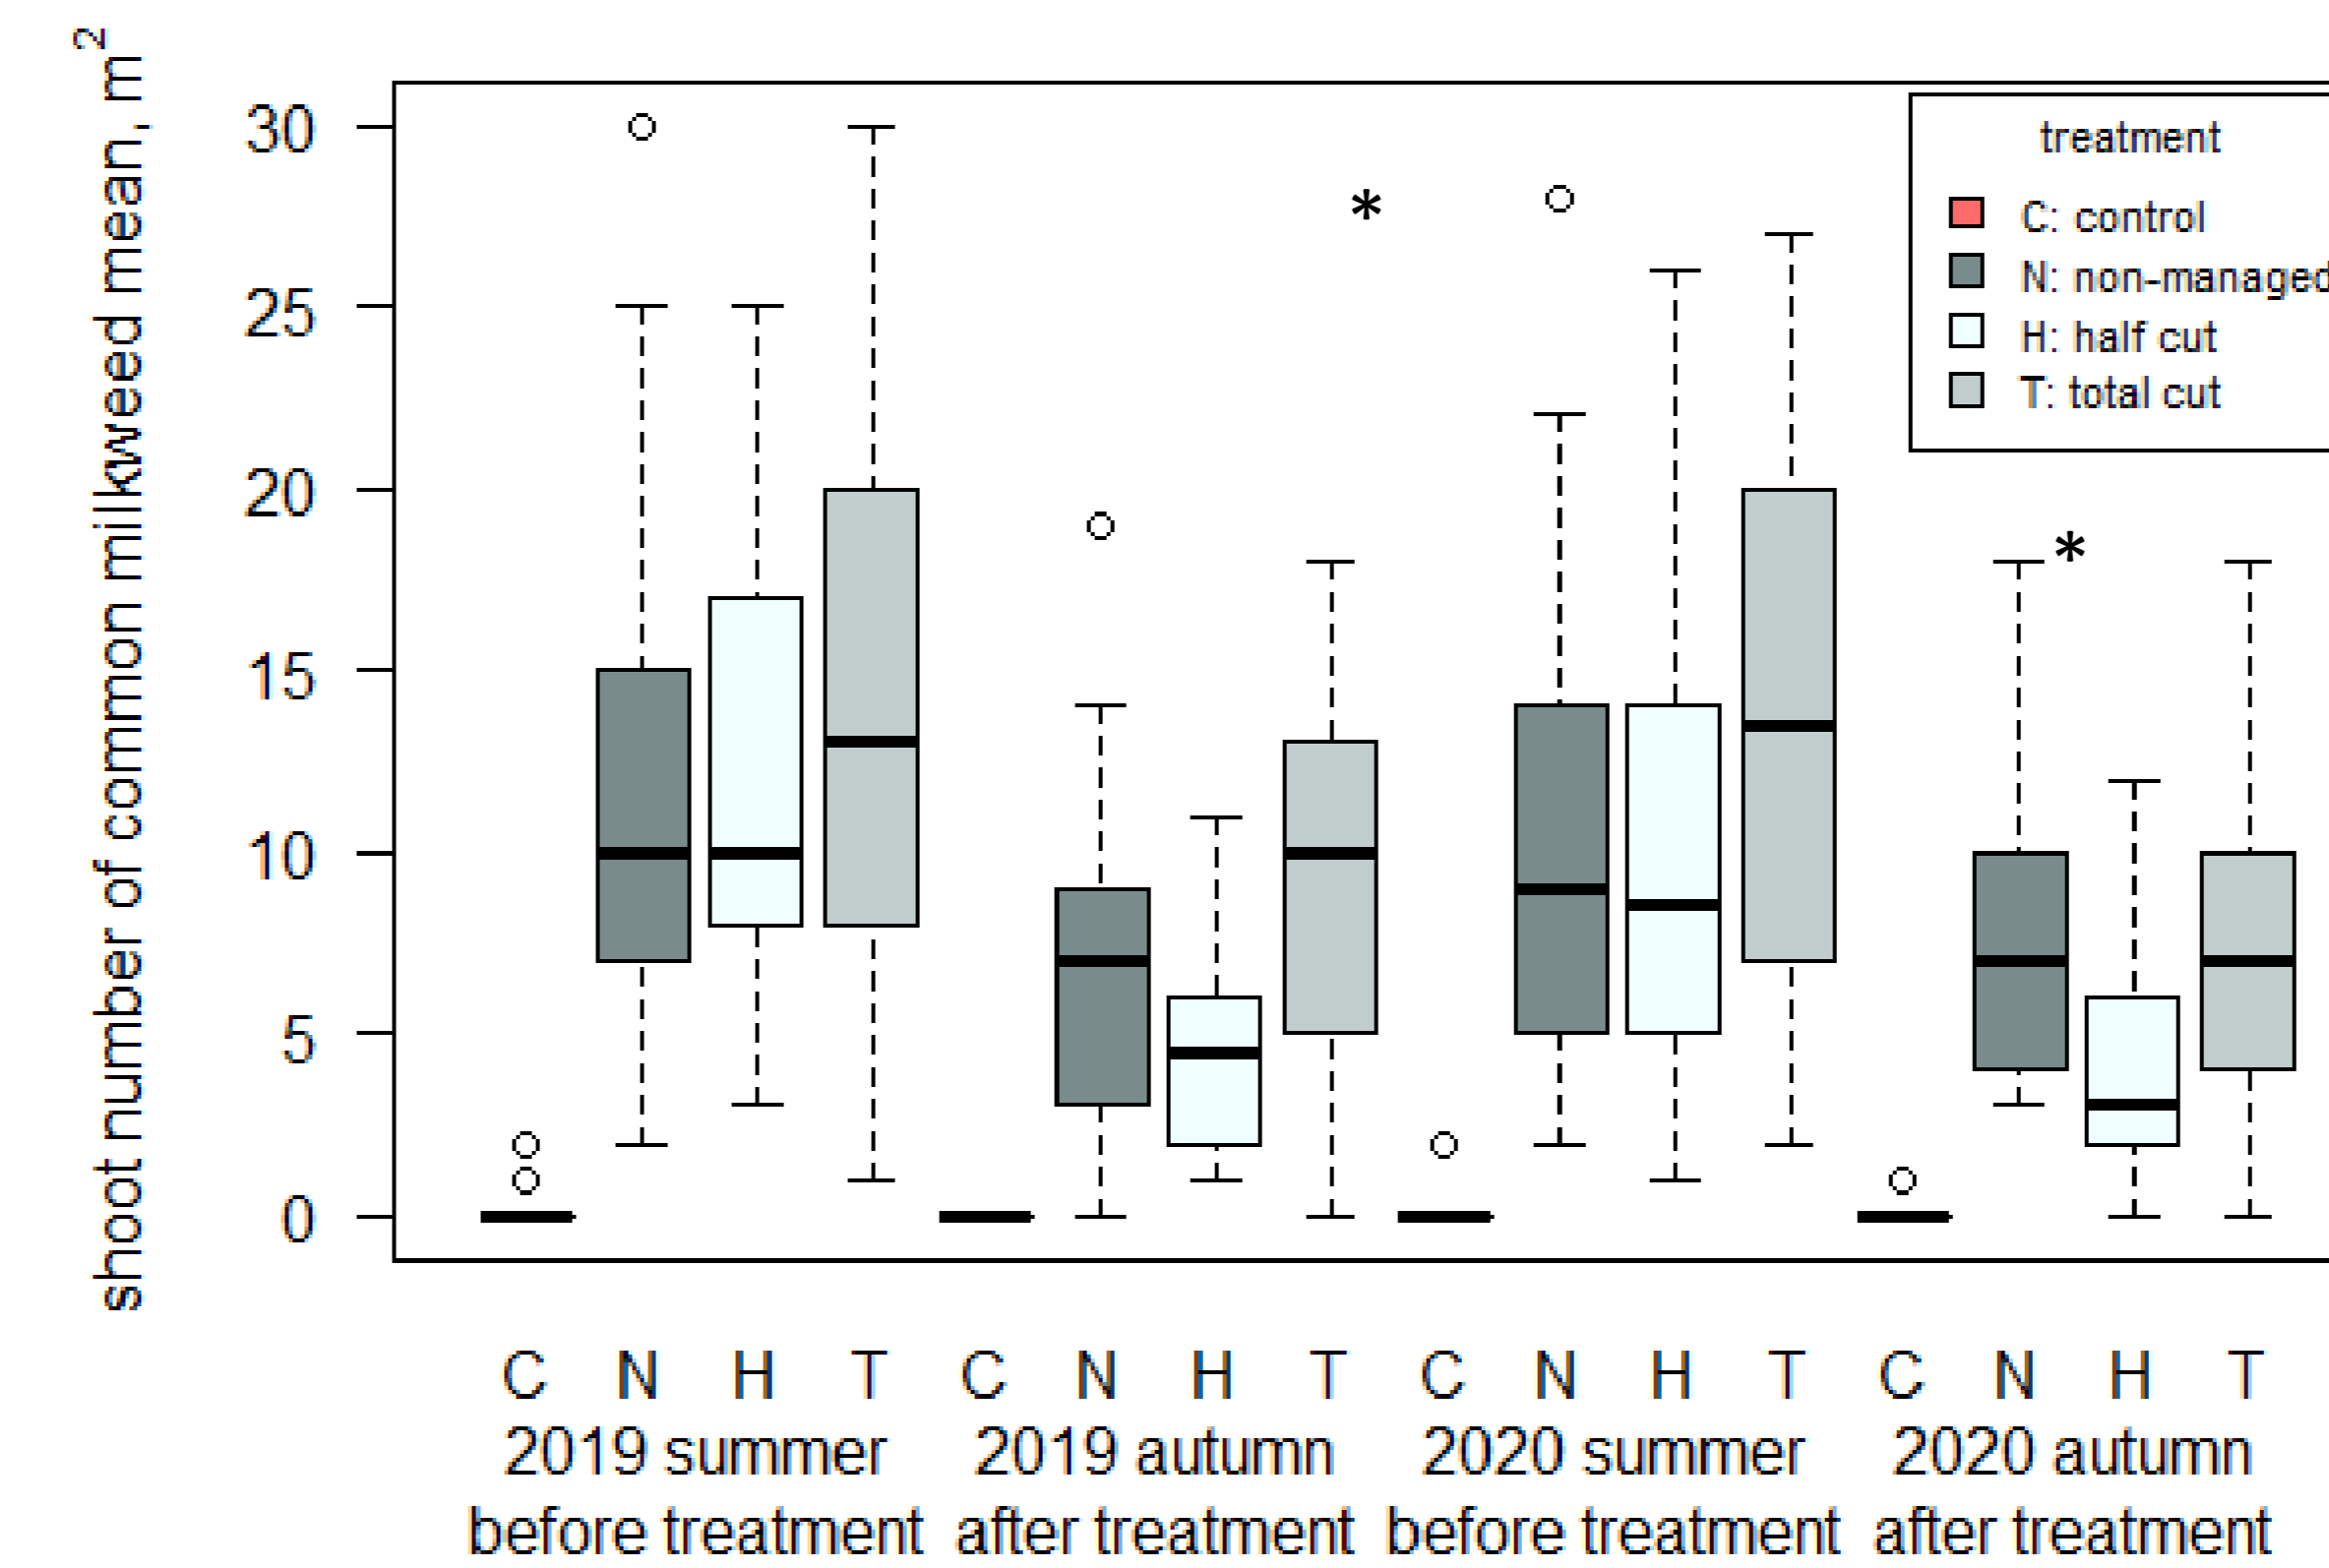 shoot number of common milkweed mean, m²
30
25
20
15
10
5
0
*
*
treatment
C: control
N: non-managed
H: half cut
T: total cut
C N H T C N H T C N H T C N H T
2019 summer 2019 autumn 2020 summer 2020 autumn
before treatment after treatment before treatment after treatment